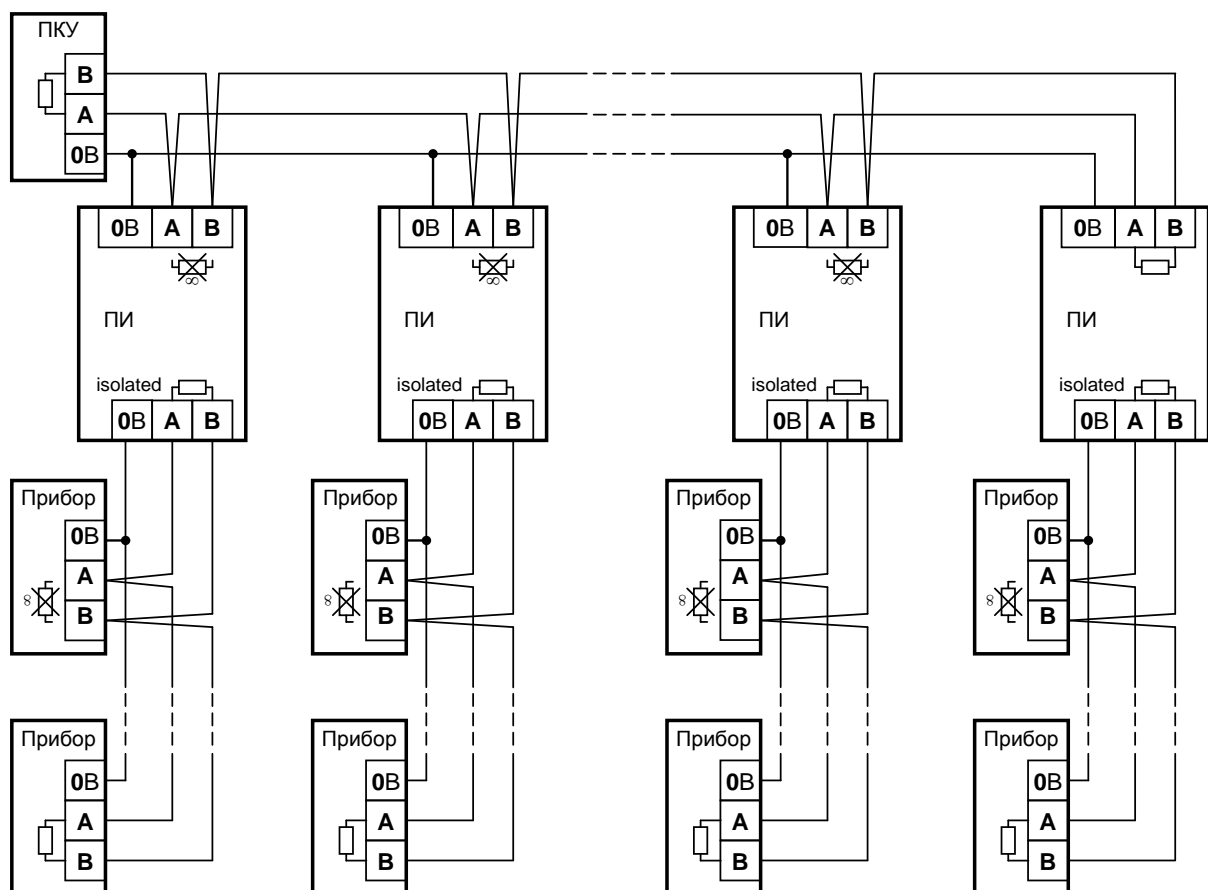 ПКУ
B
A
0В
0В A B
0В A B
0В A B
0В A B
∞
∞
∞
ПИ
ПИ
ПИ
ПИ
isolated
isolated
isolated
isolated
0В A B
0В A B
0В A B
0В A B
Прибор
Прибор
Прибор
Прибор
0В
0В
0В
0В
A
A
A
A
∞
∞
∞
∞
B
B
B
B
Прибор
Прибор
Прибор
Прибор
0В
0В
0В
0В
A
A
A
A
B
B
B
B